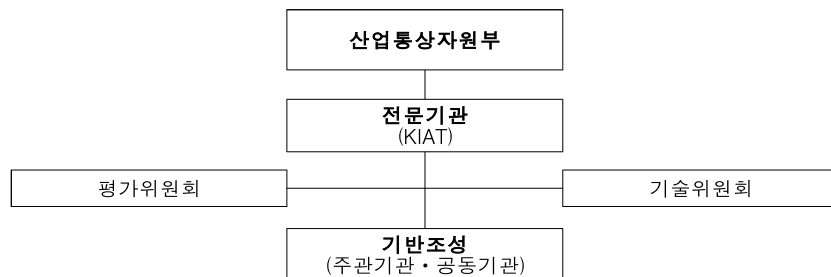 산업통상자원부
전문기관
(KIAT)
평가위원회
기술위원회
기반조성
(주관기관・공동기관)